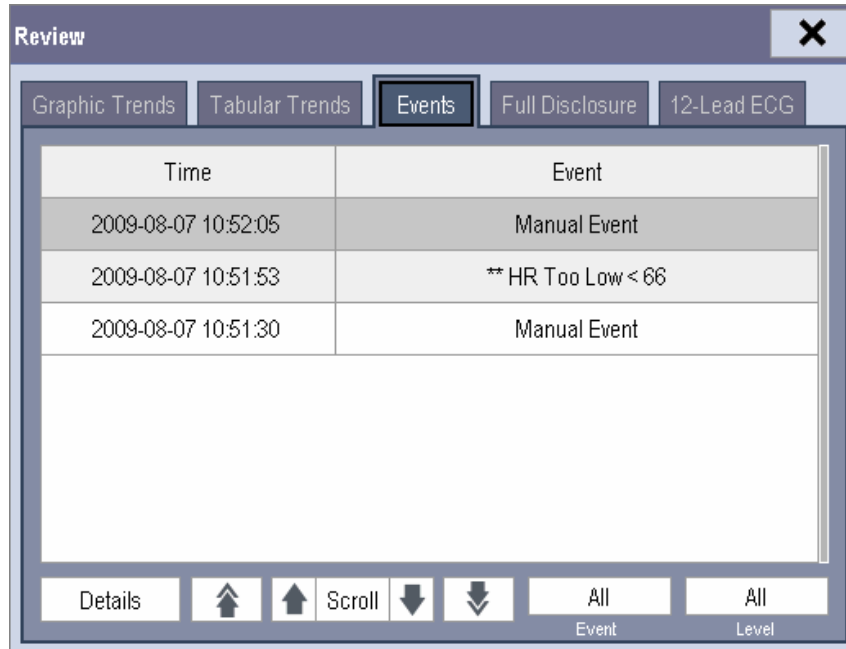 Review
Graphic Trends Tabular Trends Events Full Disclosure 12-Lead ECG
Time Event
2009-08-07 10:52:05 Manual Event
2009-08-07 10:51:53 ** HR Too Low < 66
2009-08-07 10:51:30 Manual Event
Details Scroll All All
Event Level